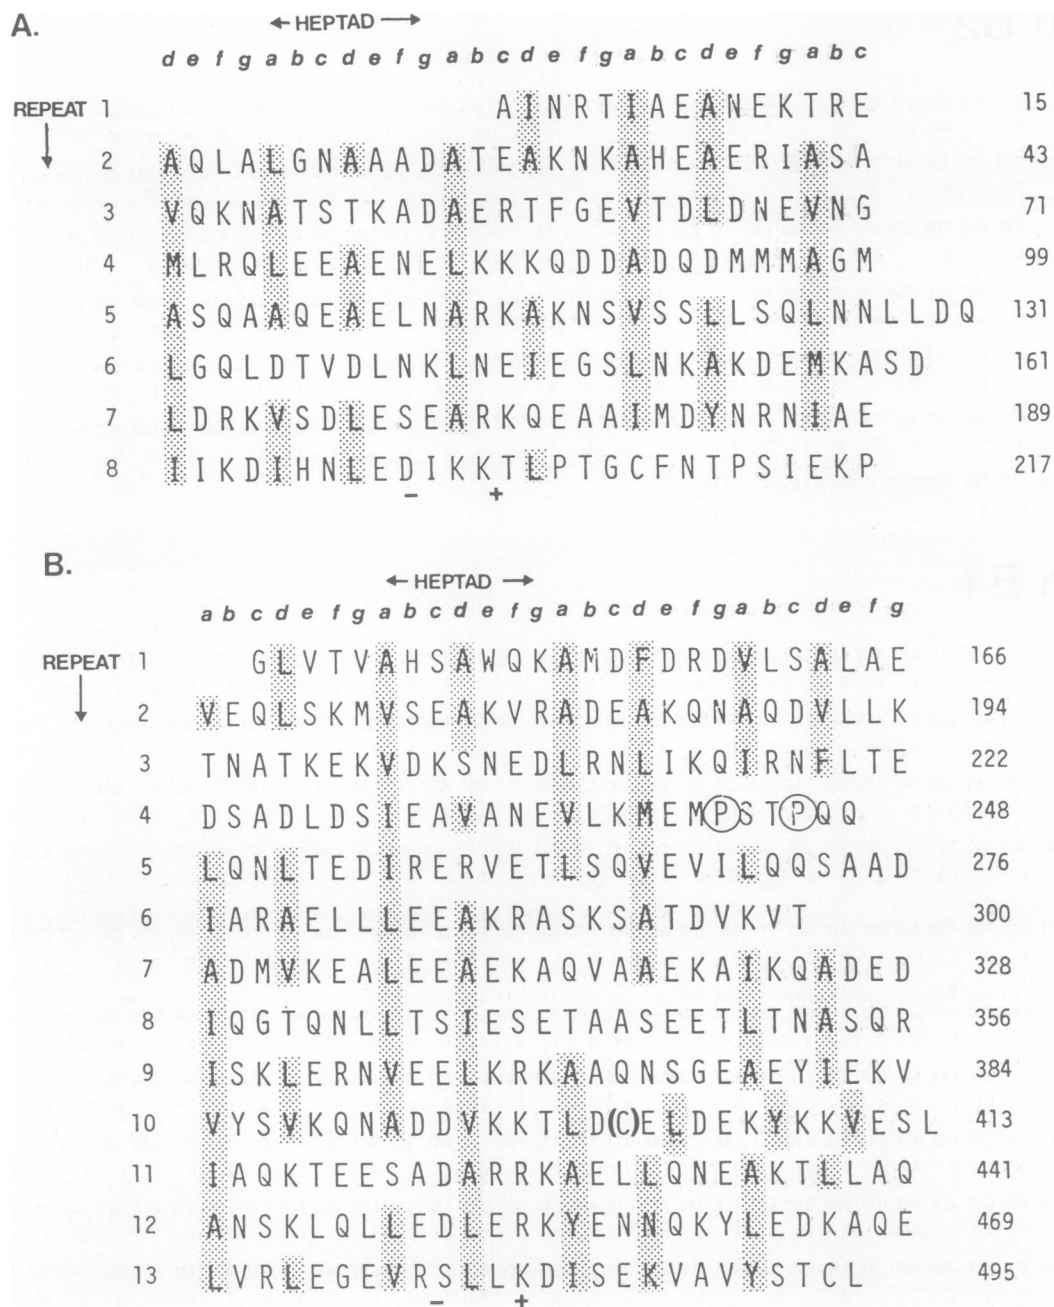 A.
← HEPTAD →
d e f g a b c d e f g a b c d e f g a b c d e f g a b c
REPEAT 1 A I N R T I A E A N E K T R E 15
2 A Q L A L G N A A A D A T E A K N K A H E A E R I A S A 43
3 V Q K N A T S T K A D A E R T F G E V T D L D N E V N G 71
4 M L R Q L E E A E N E L K K K Q D D A D Q D M M M A G M 99
5 A S Q A A Q E A E L N A R K A K N S V S S L L S Q L N N L L D Q 131
6 L G Q L D T V D L N K L N E I E G S L N K A K D E M K A S D 161
7 L D R K V S D L E S E A R K Q E A A I M D Y N R N I A E 189
8 I I K D I H N L E D I K K T L P T G C F N T P S I E K P 217
− +
B.
← HEPTAD →
a b c d e f g a b c d e f g a b c d e f g a b c d e f g
REPEAT 1 G L V T V A H S A W Q K A M D F D R D V L S A L A E 166
2 V E Q L S K M V S E A K V R A D E A K Q N A Q D V L L K 194
3 T N A T K E K V D K S N E D L R N L I K Q I R N F L T E 222
4 D S A D L D S I E A V A N E V L K M E M P S T P Q Q 248
5 L Q N L T E D I R E R V E T L S Q V E V I L Q Q S A A D 276
6 I A R A E L L L E E A K R A S K S A T D V K V T 300
7 A D M V K E A L E E A E K A Q V A A E K A I K Q A D E D 328
8 I Q G T Q N L L T S I E S E T A A S E E T L T N A S Q R 356
9 I S K L E R N V E E L K R K A A Q N S G E A E Y I E K V 384
10 V Y S V K Q N A D D V K K T L D (C) E L D E K Y K K V E S L 413
11 I A Q K T E E S A D A R R K A E L L Q N E A K T L L A Q 441
12 A N S K L Q L L E D L E R K Y E N N Q K Y L E D K A Q E 469
13 L V R L E G E V R S L L K D I S E K V A V Y S T C L 495
− +